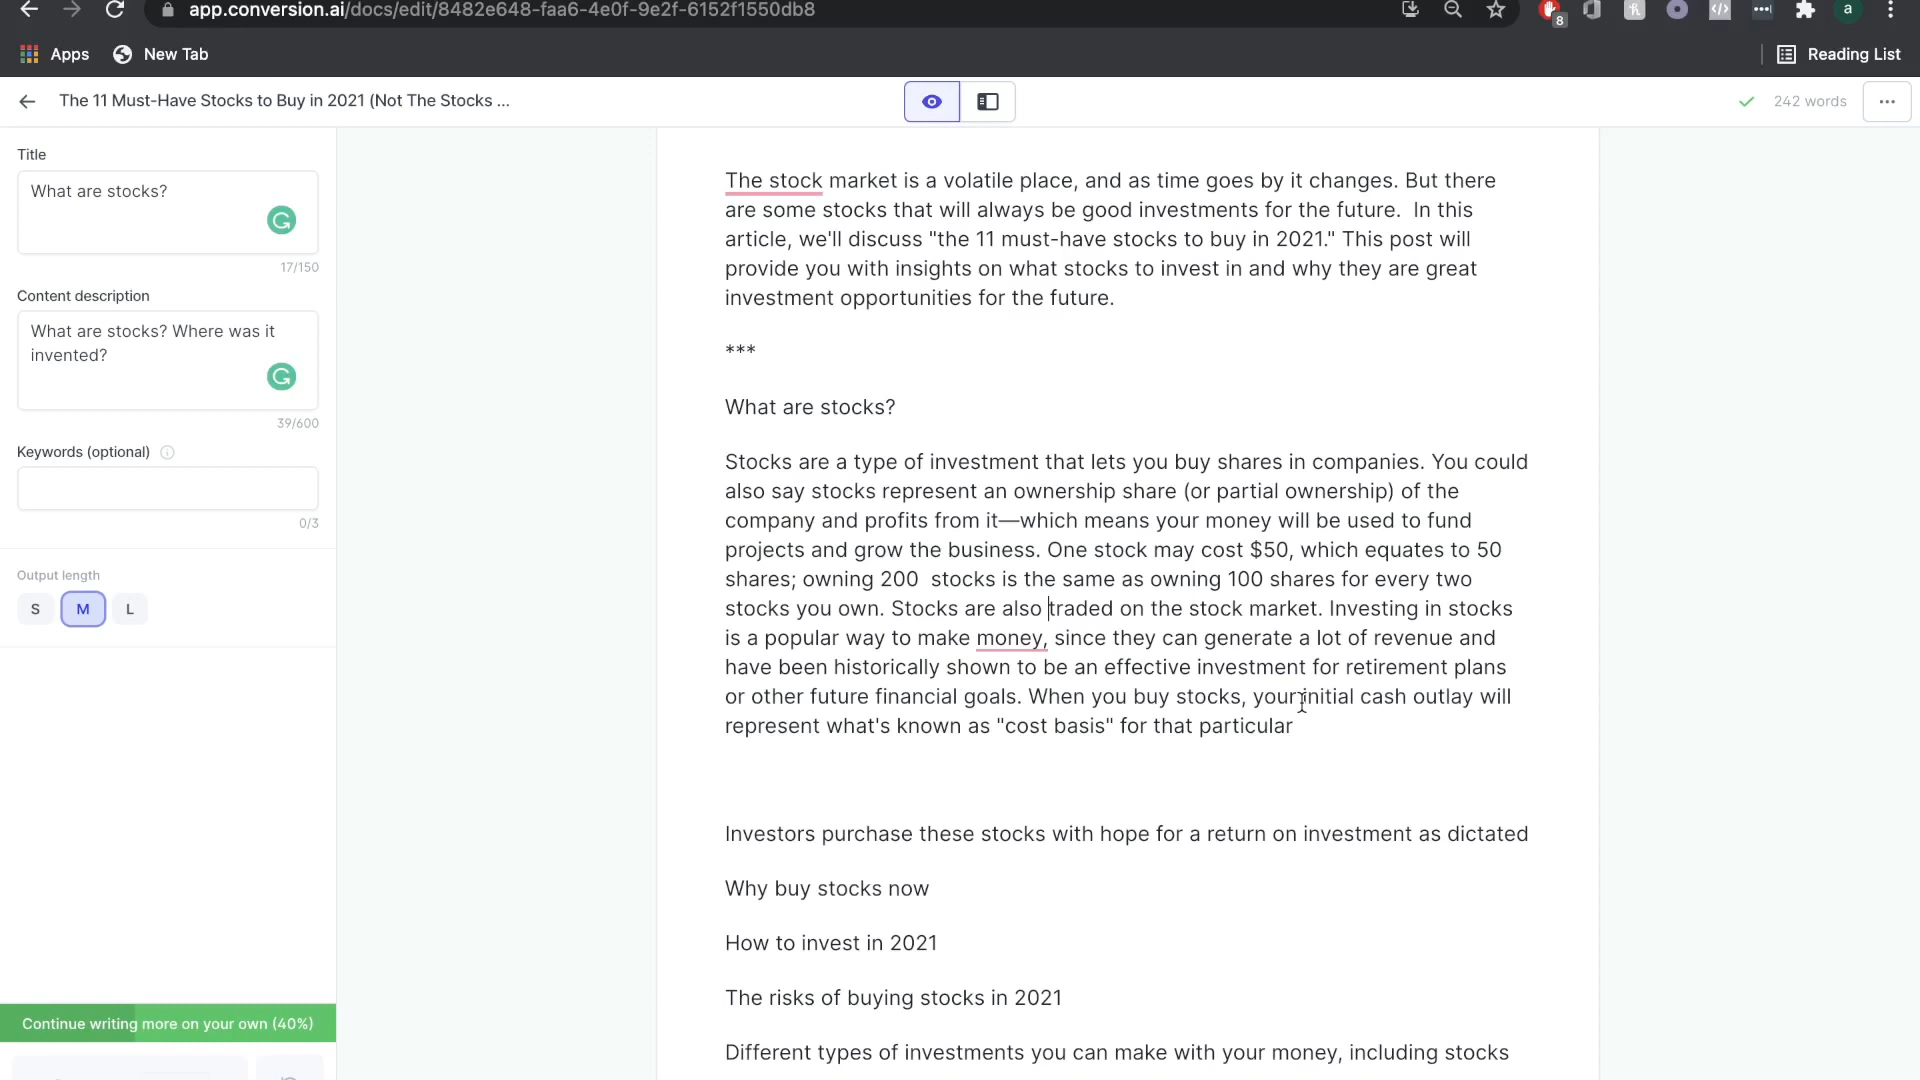 app.conversion.ai/docs/edit/8482e648-faa6-4e0f-9e2f-6152f1550db8
8
a
Apps
New Tab
Reading List
The 11 Must-Have Stocks to Buy in 2021 (Not The Stocks ...
242 words
Title
What are stocks?
17/150
Content description
What are stocks? Where was it
invented?
39/600
Keywords (optional)
0/3
Output length
S
M
L
Continue writing more on your own (40%)
The stock market is a volatile place, and as time goes by it changes. But there
are some stocks that will always be good investments for the future.  In this
article, we'll discuss "the 11 must-have stocks to buy in 2021." This post will
provide you with insights on what stocks to invest in and why they are great
investment opportunities for the future.
***
What are stocks?
Stocks are a type of investment that lets you buy shares in companies. You could
also say stocks represent an ownership share (or partial ownership) of the
company and profits from it—which means your money will be used to fund
projects and grow the business. One stock may cost $50, which equates to 50
shares; owning 200  stocks is the same as owning 100 shares for every two
stocks you own. Stocks are also traded on the stock market. Investing in stocks
is a popular way to make money, since they can generate a lot of revenue and
have been historically shown to be an effective investment for retirement plans
or other future financial goals. When you buy stocks, your initial cash outlay will
represent what's known as "cost basis" for that particular
Investors purchase these stocks with hope for a return on investment as dictated
Why buy stocks now
How to invest in 2021
The risks of buying stocks in 2021
Different types of investments you can make with your money, including stocks